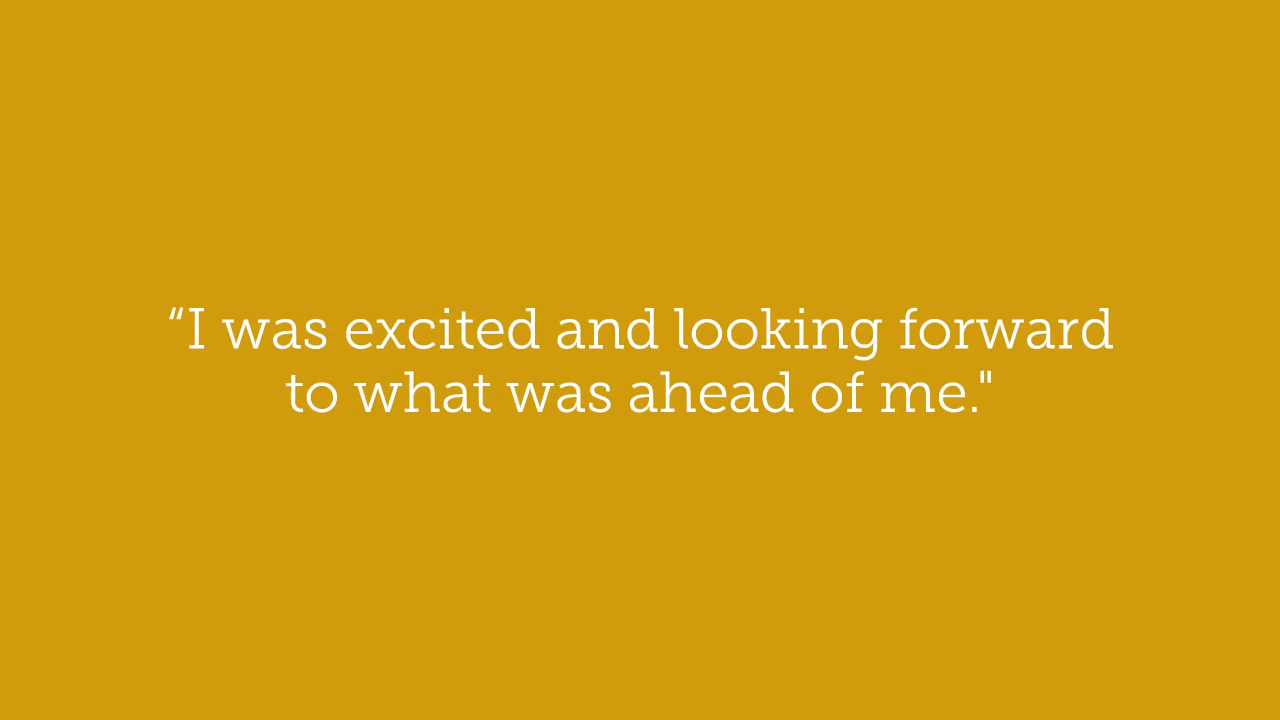 “I was excited and looking forward
to what was ahead of me."